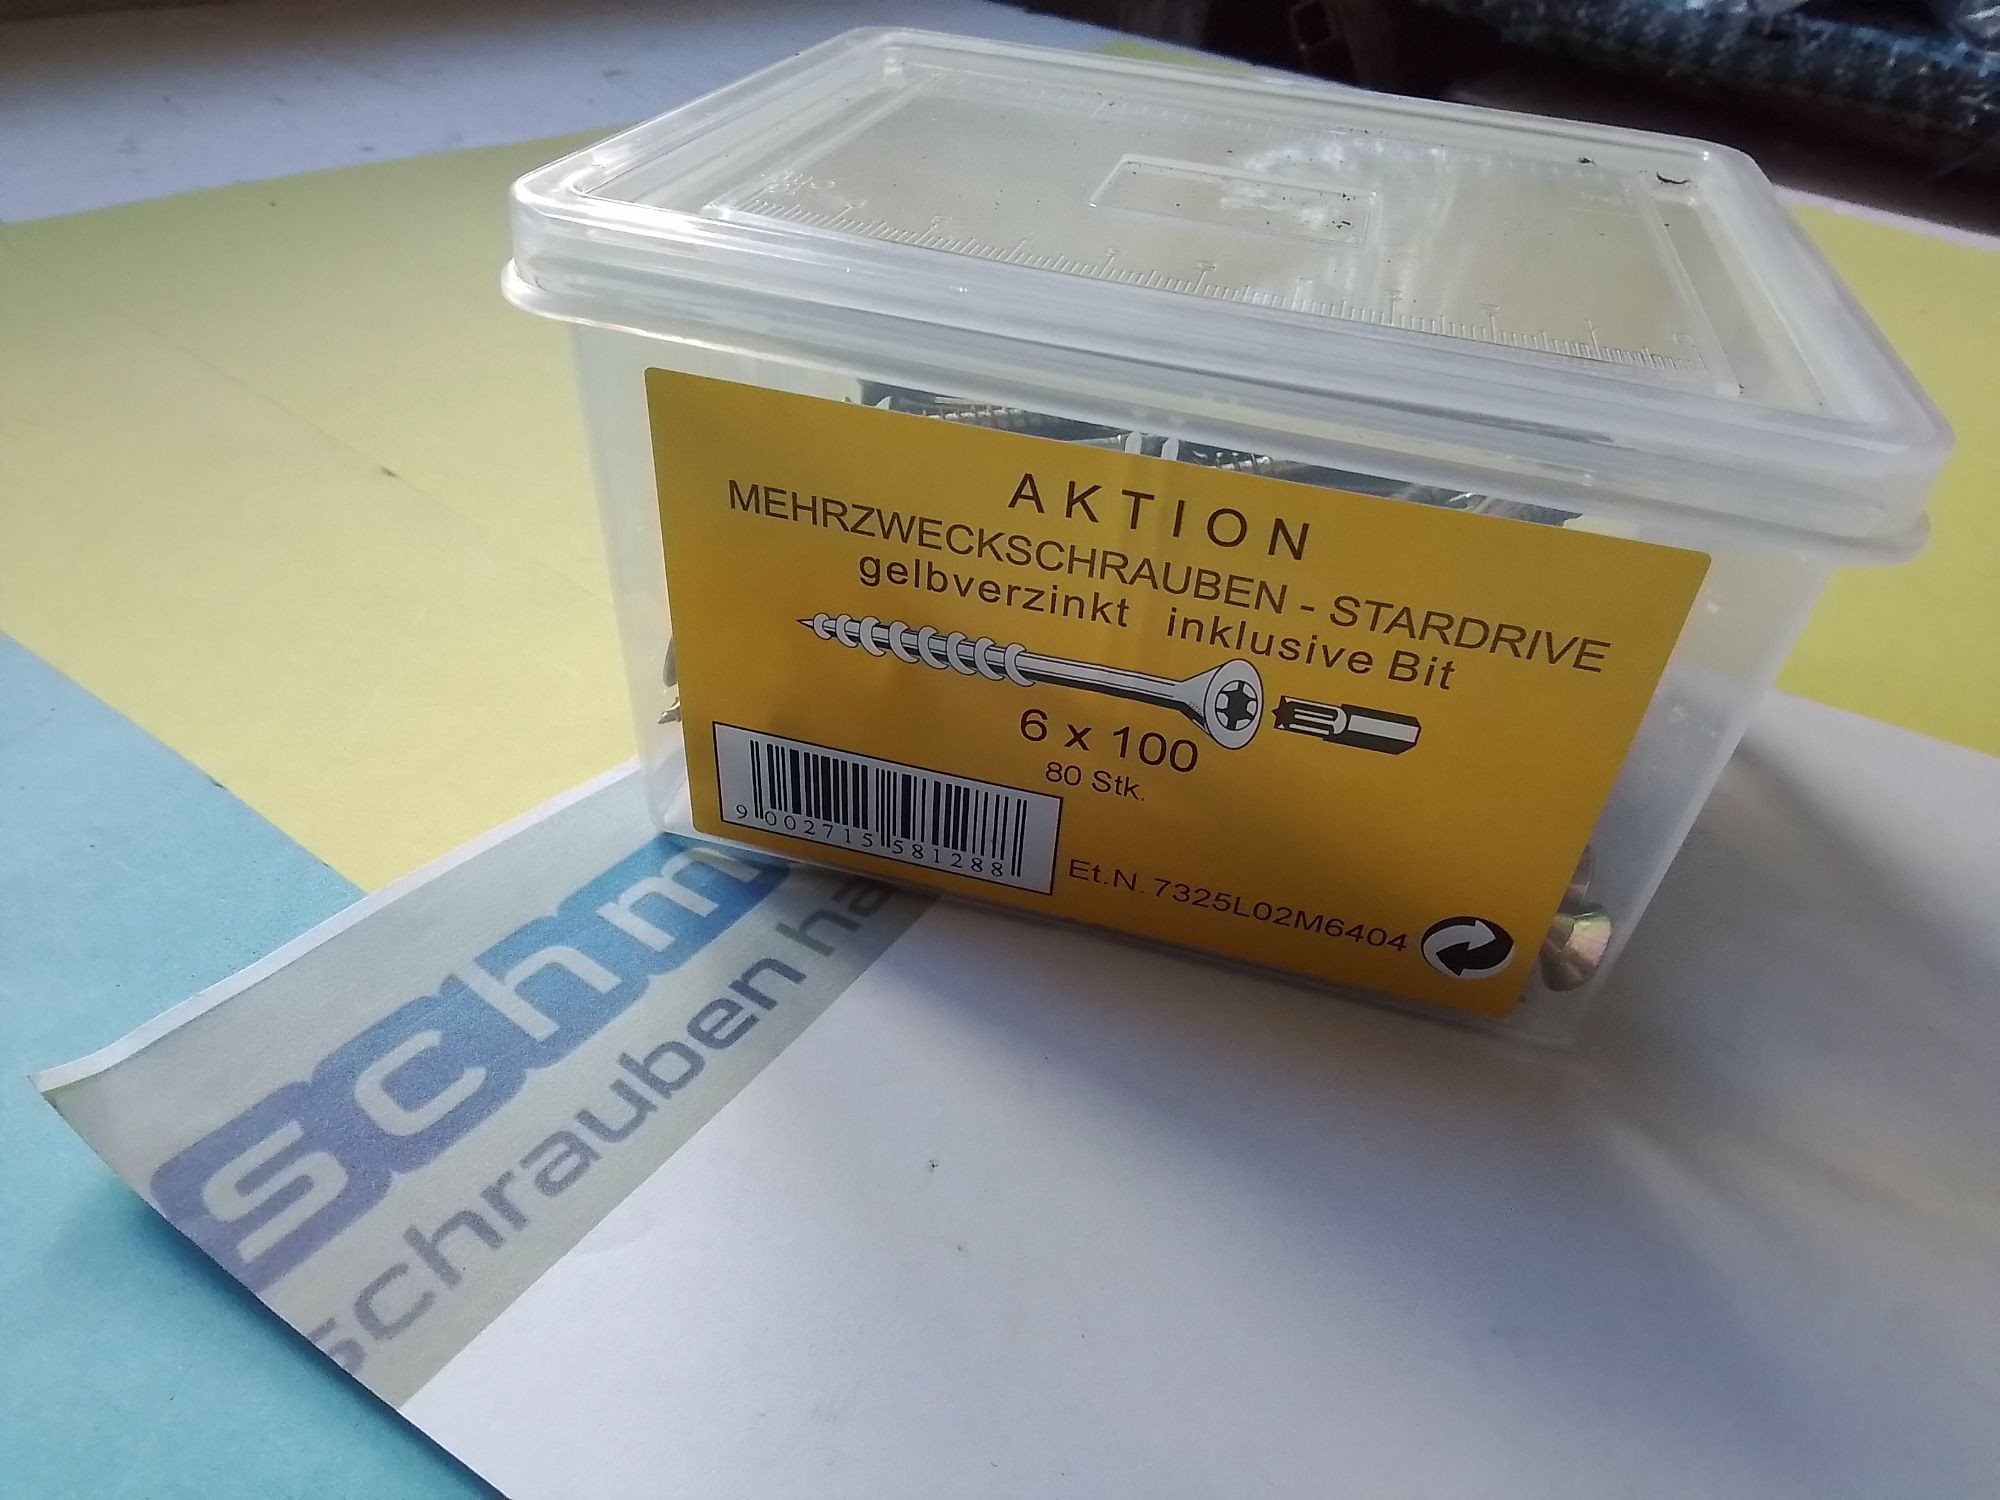 AKTION
MEHRZWECKSCHRAUBEN - STARDRIVE
gelbverzinkt inklusive Bit
6 x 100
80 Stk.
9 002715 581288
Et.N. 7325L02M6404
schm
schrauben ha